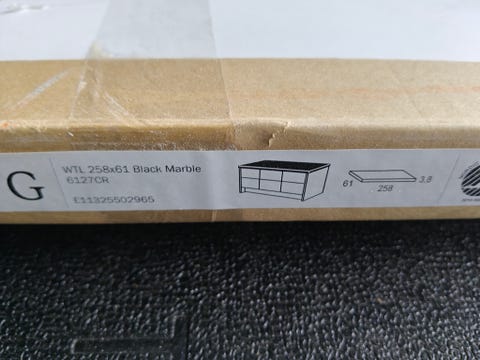 G
WTL 258x61 Black Marble
6127CR
E11325502965
61
258
3,8